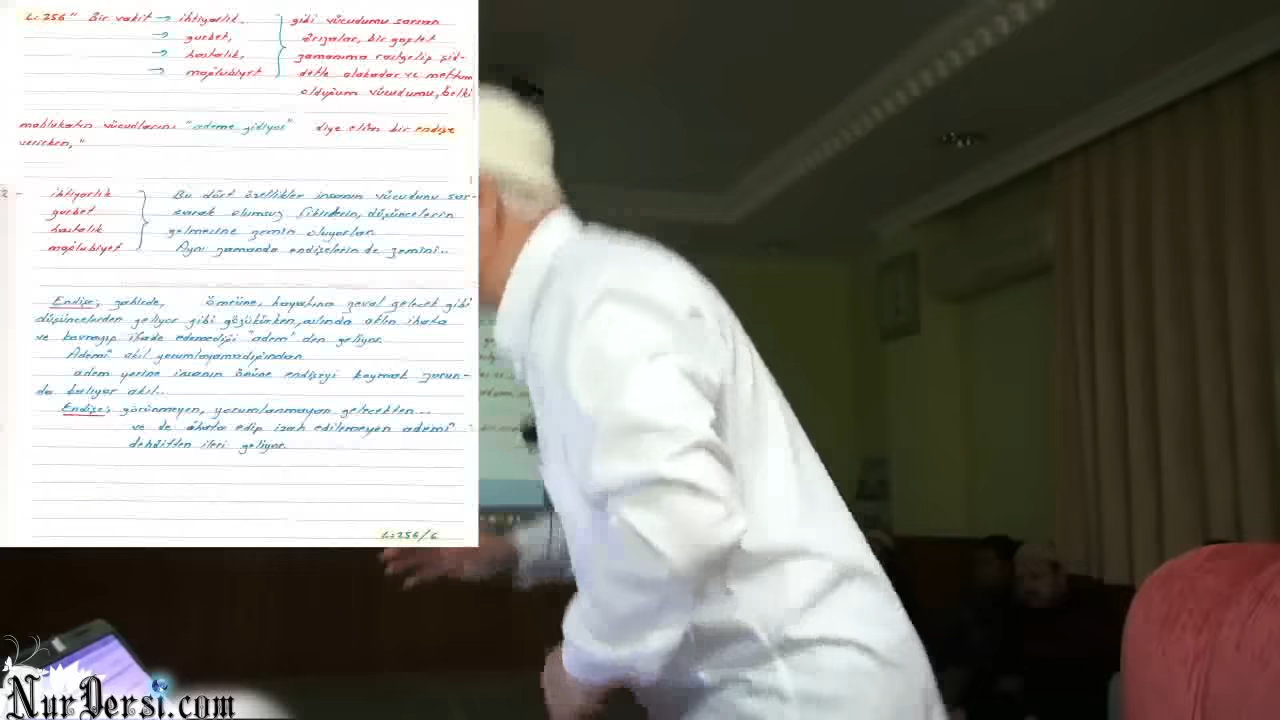 L: 256" Bir vakit → ihtiyarlık, gibi vücudumu sarsan
→ gurbet, ârızalar, bir gaflet
→ hastalık, zamanıma rastgelip şid-
→ mağlubiyet detle alakadar ve meftun
olduğum vücudumu, belki
mahlukatın vücudlarını "ademe gidiyor" diye elîm bir endişe
verirken,"
2 - ihtiyarlık Bu dört özellikler insanın vücudunu sar-
gurbet sarak olumsuz fikirlerin, düşüncelerin
hastalık gelmesine zemin oluyorlar.
mağlubiyet Aynı zamanda endişelerin de zemini..
Endişe; zahirde, ömrüne, hayatına zeval gelecek gibi
düşüncelerden geliyor gibi gözükürken, aslında aklın ihata
ve kavrayıp ifade edemediği "adem" den geliyor.
Ademi akıl yorumlayamadığından
adem yerine insanın önüne endişeyi koymak zorun-
da kalıyor akıl..
Endişe; görünmeyen, yorumlanmayan gelecekten...
ve de ihata edip izah edilemeyen ademî
dehşetten ileri geliyor.
L:256/6
NurDersi.com